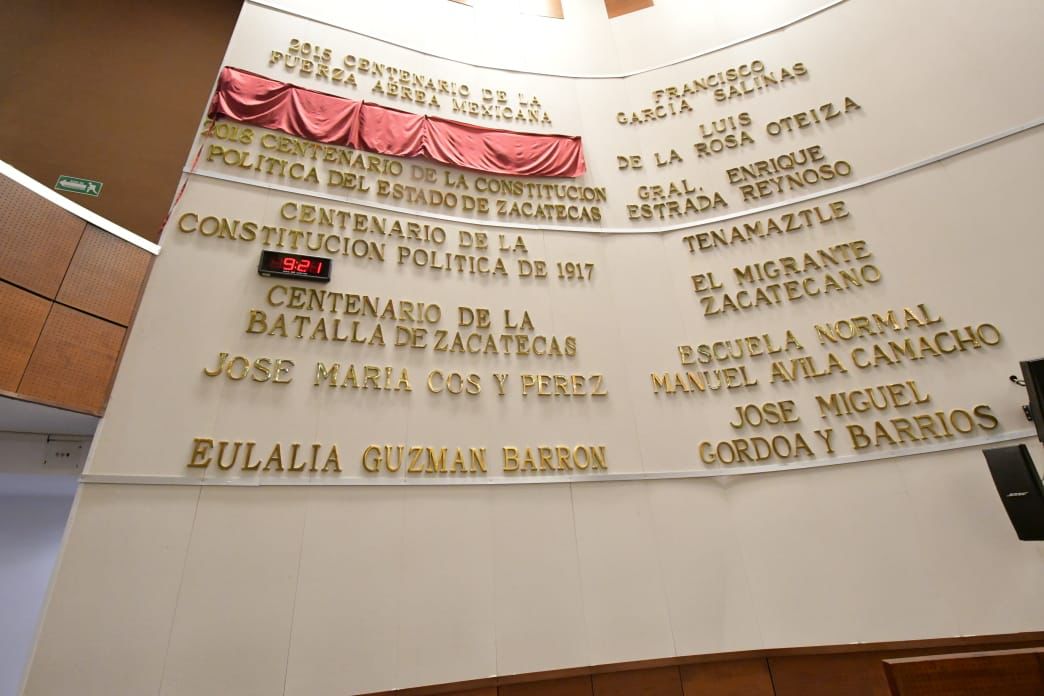 2015 CENTENARIO DE LA
FUERZA AEREA MEXICANA
2018 CENTENARIO DE LA CONSTITUCION
POLITICA DEL ESTADO DE ZACATECAS
CENTENARIO DE LA
CONSTITUCION POLITICA DE 1917
9:21
CENTENARIO DE LA
BATALLA DE ZACATECAS
JOSE MARIA COS Y PEREZ
EULALIA GUZMAN BARRON
FRANCISCO
GARCIA SALINAS
LUIS
DE LA ROSA OTEIZA
GRAL. ENRIQUE
ESTRADA REYNOSO
TENAMAZTLE
EL MIGRANTE
ZACATECANO
ESCUELA NORMAL
MANUEL AVILA CAMACHO
JOSE MIGUEL
GORDOA Y BARRIOS
BOSE